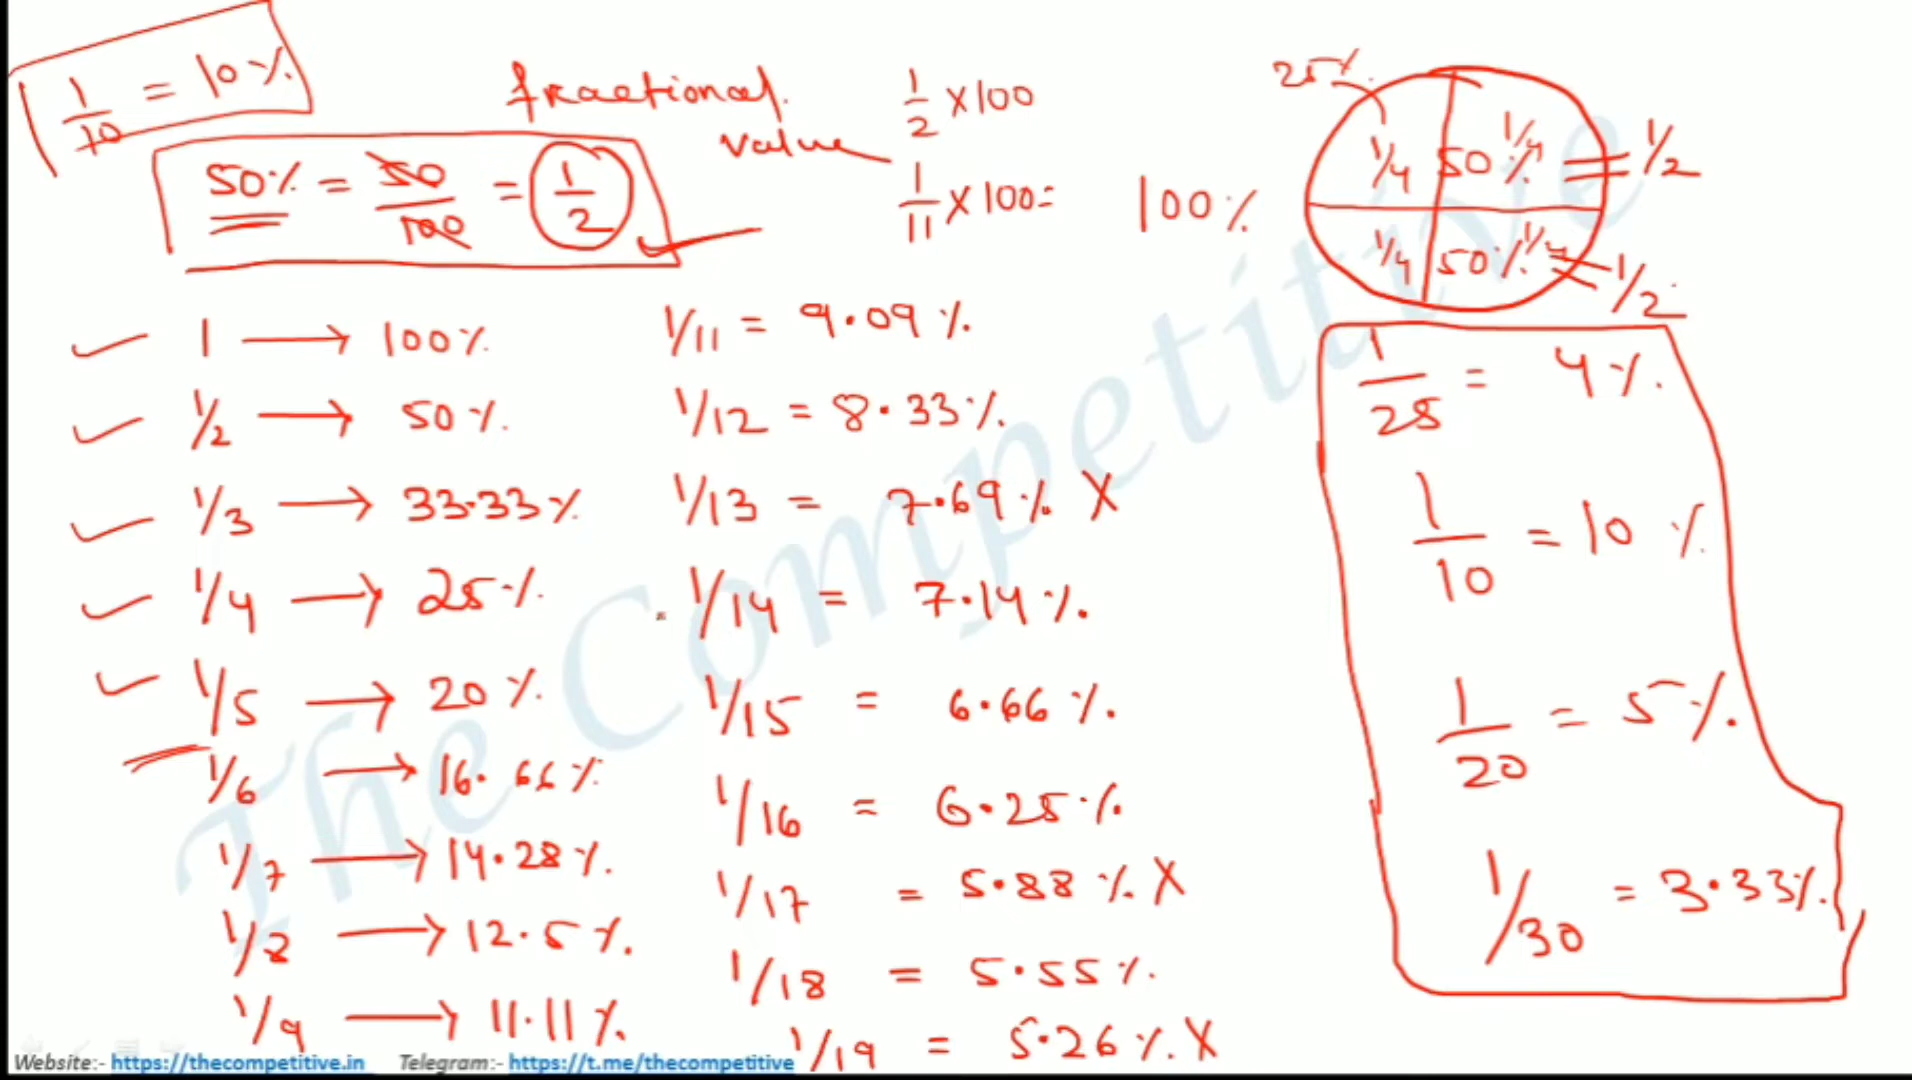 1/10 = 10%
fractional value
50% = 50/100 = 1/2
1/2 × 100
1/11 × 100 =
100%
25%
1/4 50% 1/4 = 1/2
1/4 50% 1/4 = 1/2
1 → 100%
1/2 → 50%
1/3 → 33.33%
1/4 → 25%
1/5 → 20%
1/6 → 16.66%
1/7 → 14.28%
1/8 → 12.5%
1/9 → 11.11%
1/11 = 9.09%
1/12 = 8.33%
1/13 = 7.69% X
1/14 = 7.14%
1/15 = 6.66%
1/16 = 6.25%
1/17 = 5.88% X
1/18 = 5.55%
1/19 = 5.26% X
1/25 = 4%
1/10 = 10%
1/20 = 5%
1/30 = 3.33%
The Competitive
Website:- https://thecompetitive.in Telegram:- https://t.me/thecompetitive